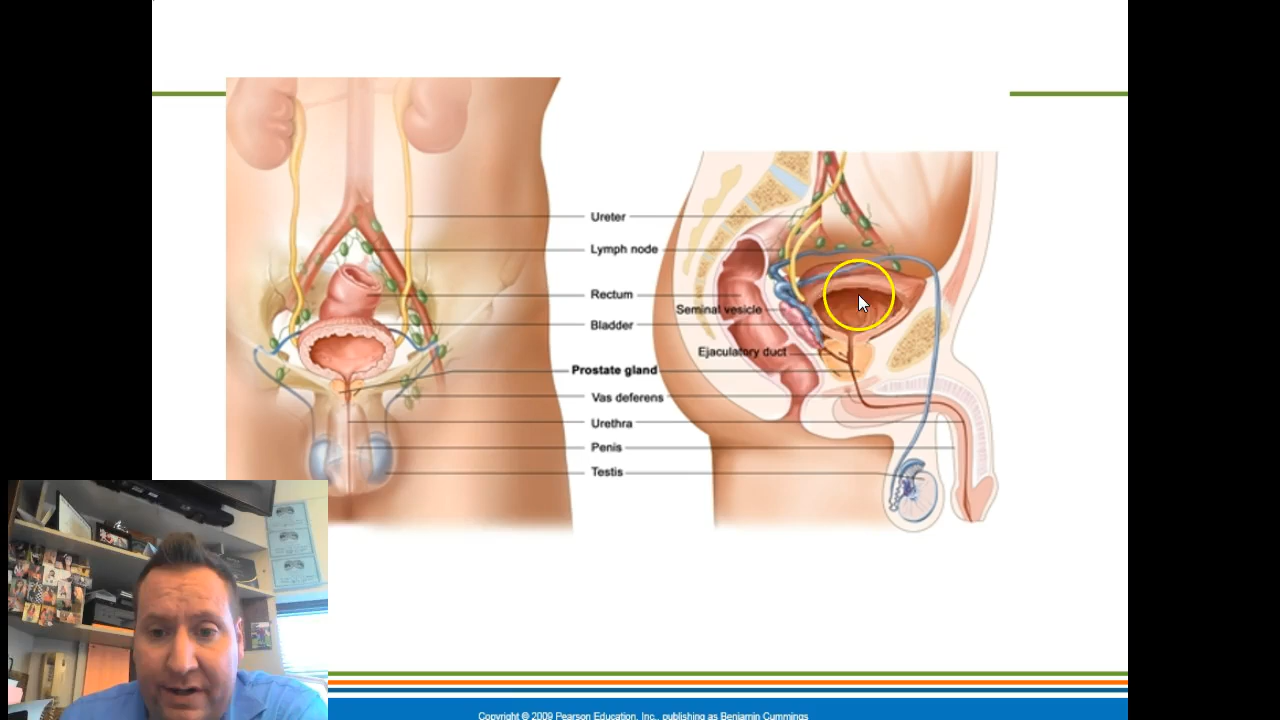 Ureter
Lymph node
Rectum
Seminal vesicle
Bladder
Ejaculatory duct
Prostate gland
Vas deferens
Urethra
Penis
Testis
Copyright © 2009 Pearson Education, Inc., publishing as Benjamin Cummings